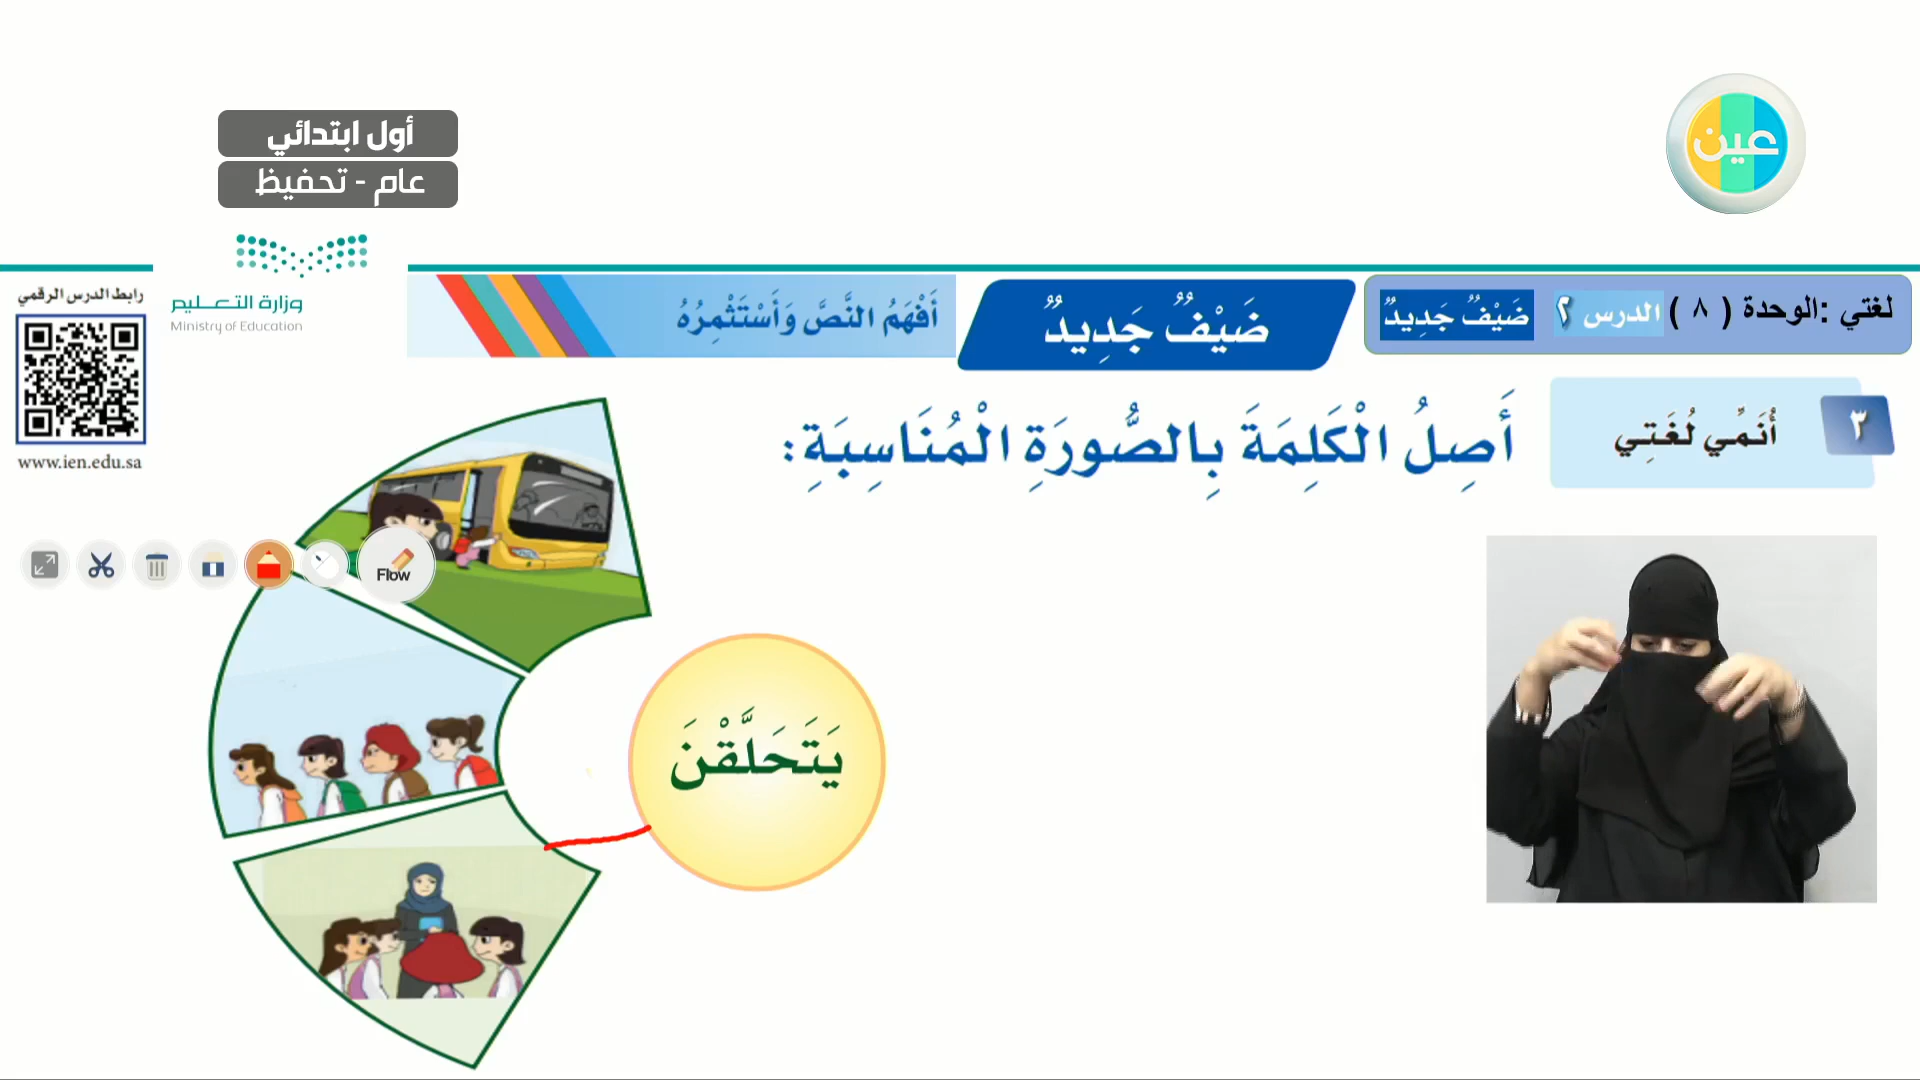 عين
أول ابتدائي
عام - تحفيظ
وزارة التعليم
Ministry of Education
رابط الدرس الرقمي
www.ien.edu.sa
لغتي :الوحدة ( ٨ ) الدرس ٢ ضَيْفٌ جَدِيدٌ
ضَيْفٌ جَدِيدٌ
أَفْهَمُ النَّصَّ وَأَسْتَثْمِرُهُ
٣ أُنَمِّي لُغَتِي
أَصِلُ الْكَلِمَةَ بِالصُّورَةِ الْمُنَاسِبَةِ:
Flow
يَتَحَلَّقْنَ